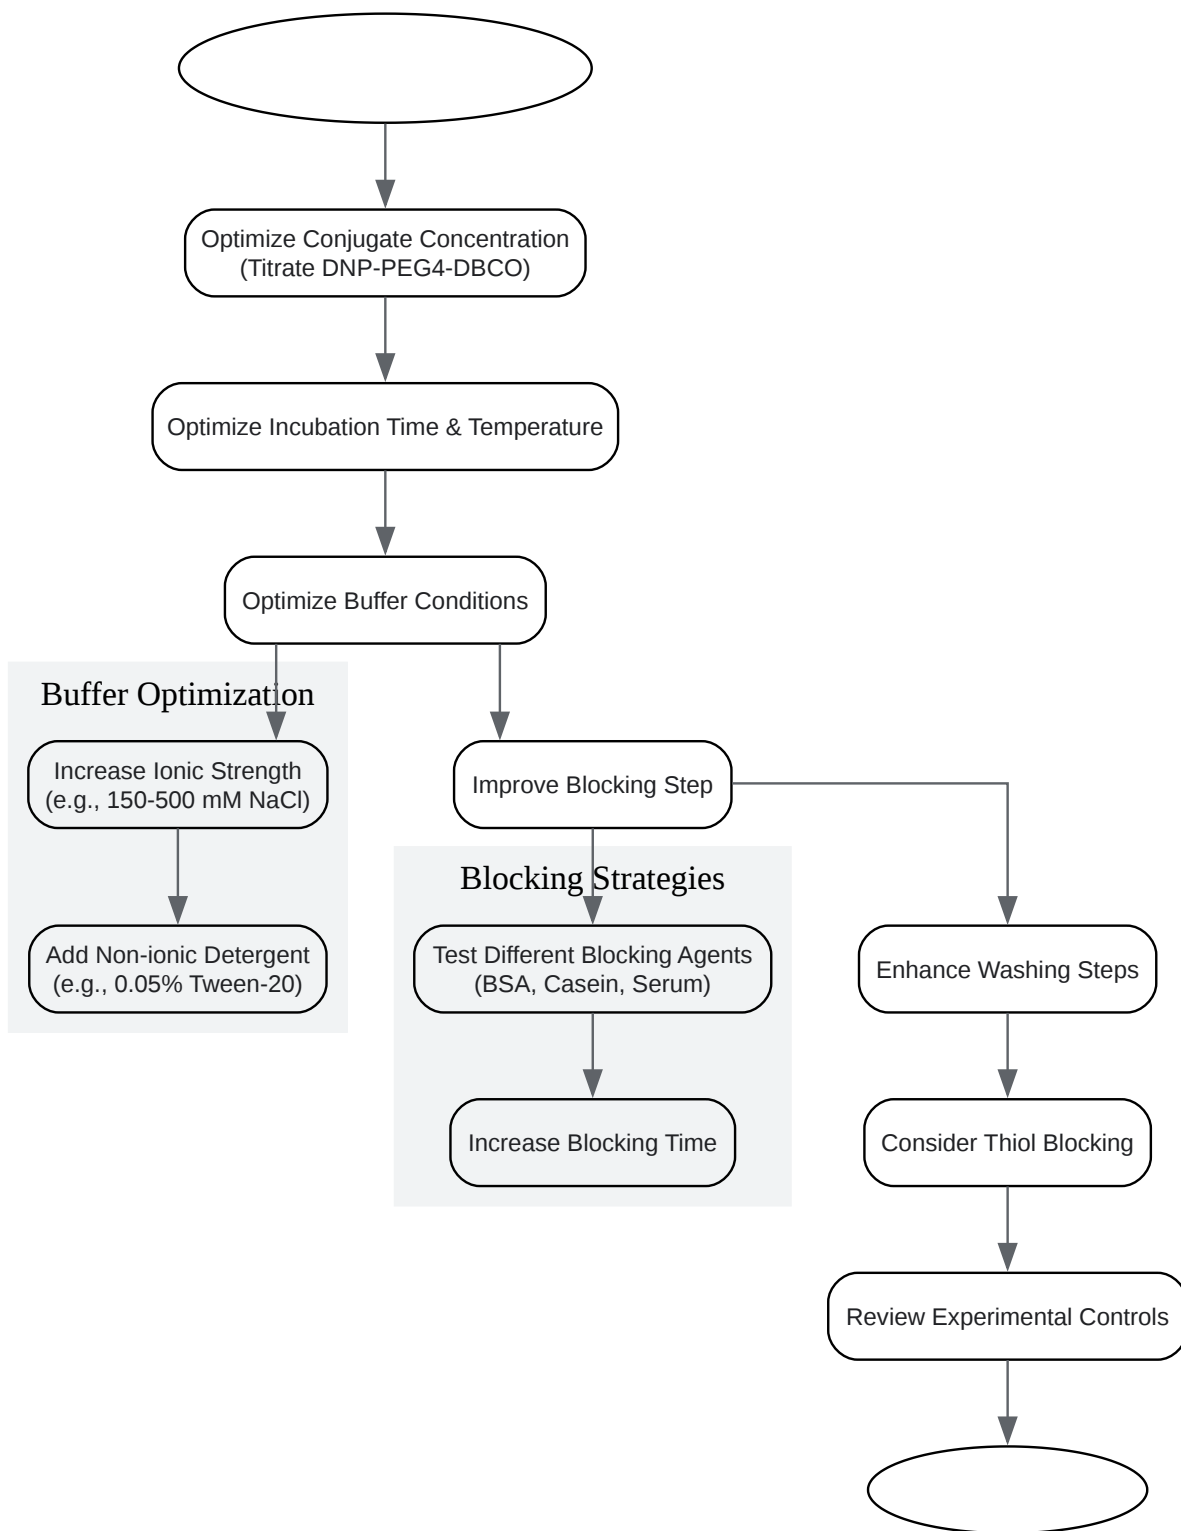 Optimize Conjugate Concentration
(Titrate DNP-PEG4-DBCO)
Optimize Incubation Time & Temperature
Optimize Buffer Conditions
Buffer Optimization
Increase Ionic Strength
(e.g., 150-500 mM NaCl)
Add Non-ionic Detergent
(e.g., 0.05% Tween-20)
Improve Blocking Step
Blocking Strategies
Test Different Blocking Agents
(BSA, Casein, Serum)
Increase Blocking Time
Enhance Washing Steps
Consider Thiol Blocking
Review Experimental Controls